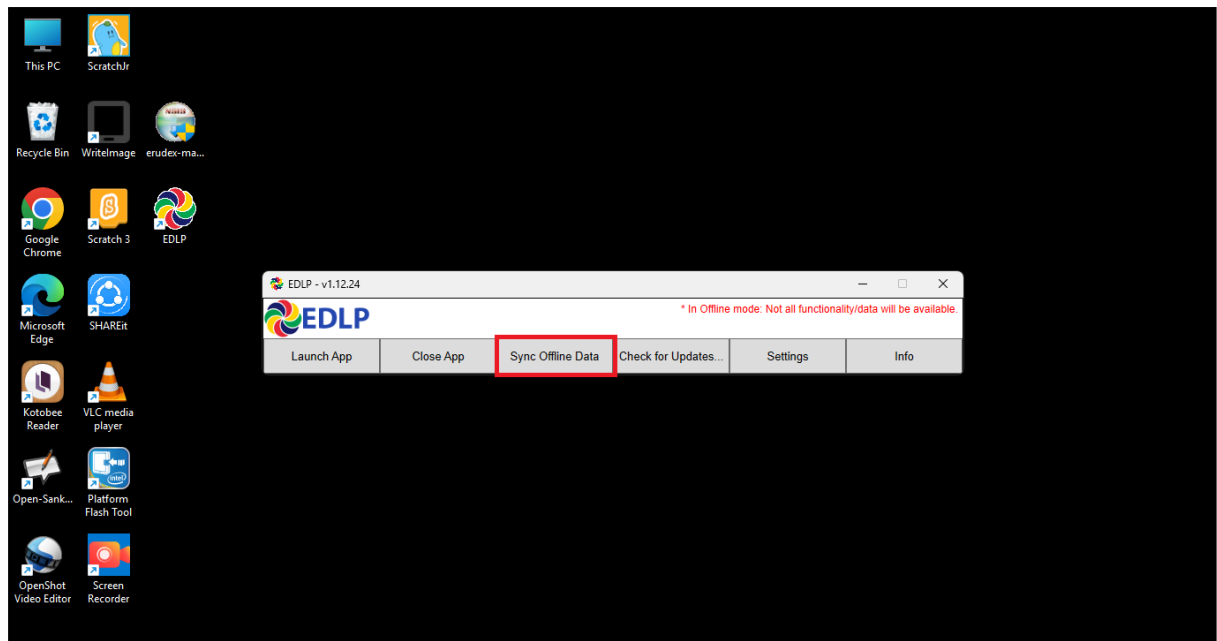 This PC
ScratchJr
Recycle Bin
WriteImage
erudex-ma...
Google
Chrome
Scratch 3
EDLP
Microsoft
Edge
SHAREit
Kotobee
Reader
VLC media
player
Open-Sank...
Platform
Flash Tool
OpenShot
Video Editor
Screen
Recorder
EDLP - v1.12.24
EDLP
* In Offline mode: Not all functionality/data will be available.
Launch App
Close App
Sync Offline Data
Check for Updates...
Settings
Info
intel